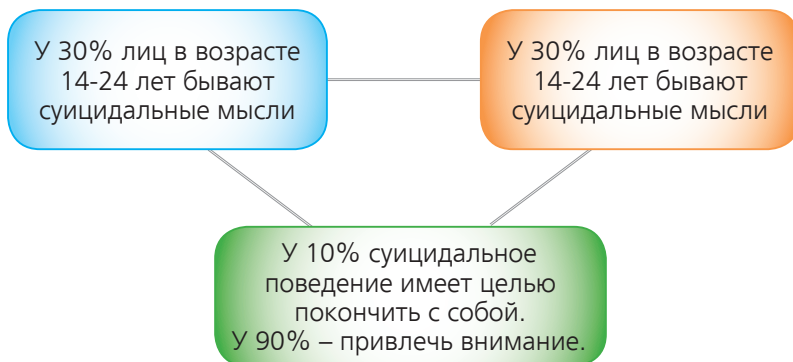 У 30% лиц в возрасте
14-24 лет бывают
суицидальные мысли
У 30% лиц в возрасте
14-24 лет бывают
суицидальные мысли
У 10% суицидальное
поведение имеет целью
покончить с собой.
У 90% – привлечь внимание.